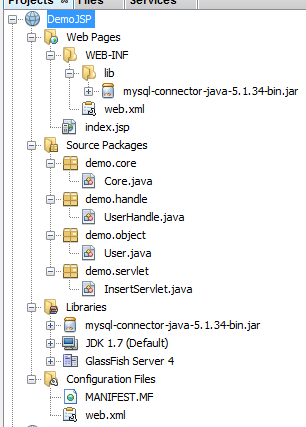 Projects
Files
Services
DemoJSP
Web Pages
WEB-INF
lib
mysql-connector-java-5.1.34-bin.jar
web.xml
index.jsp
Source Packages
demo.core
Core.java
demo.handle
UserHandle.java
demo.object
User.java
demo.servlet
InsertServlet.java
Libraries
mysql-connector-java-5.1.34-bin.jar
JDK 1.7 (Default)
GlassFish Server 4
Configuration Files
MANIFEST.MF
web.xml